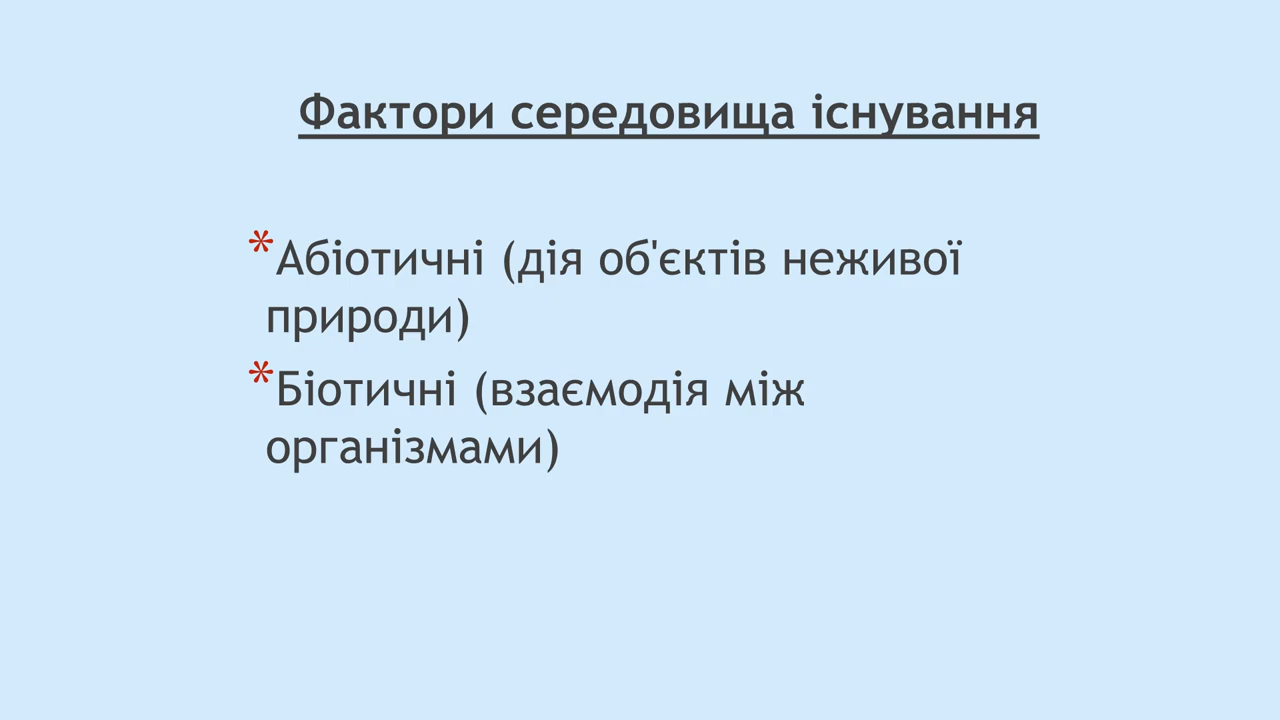 Фактори середовища існування
*Абіотичні (дія об'єктів неживої
природи)
*Біотичні (взаємодія між
організмами)